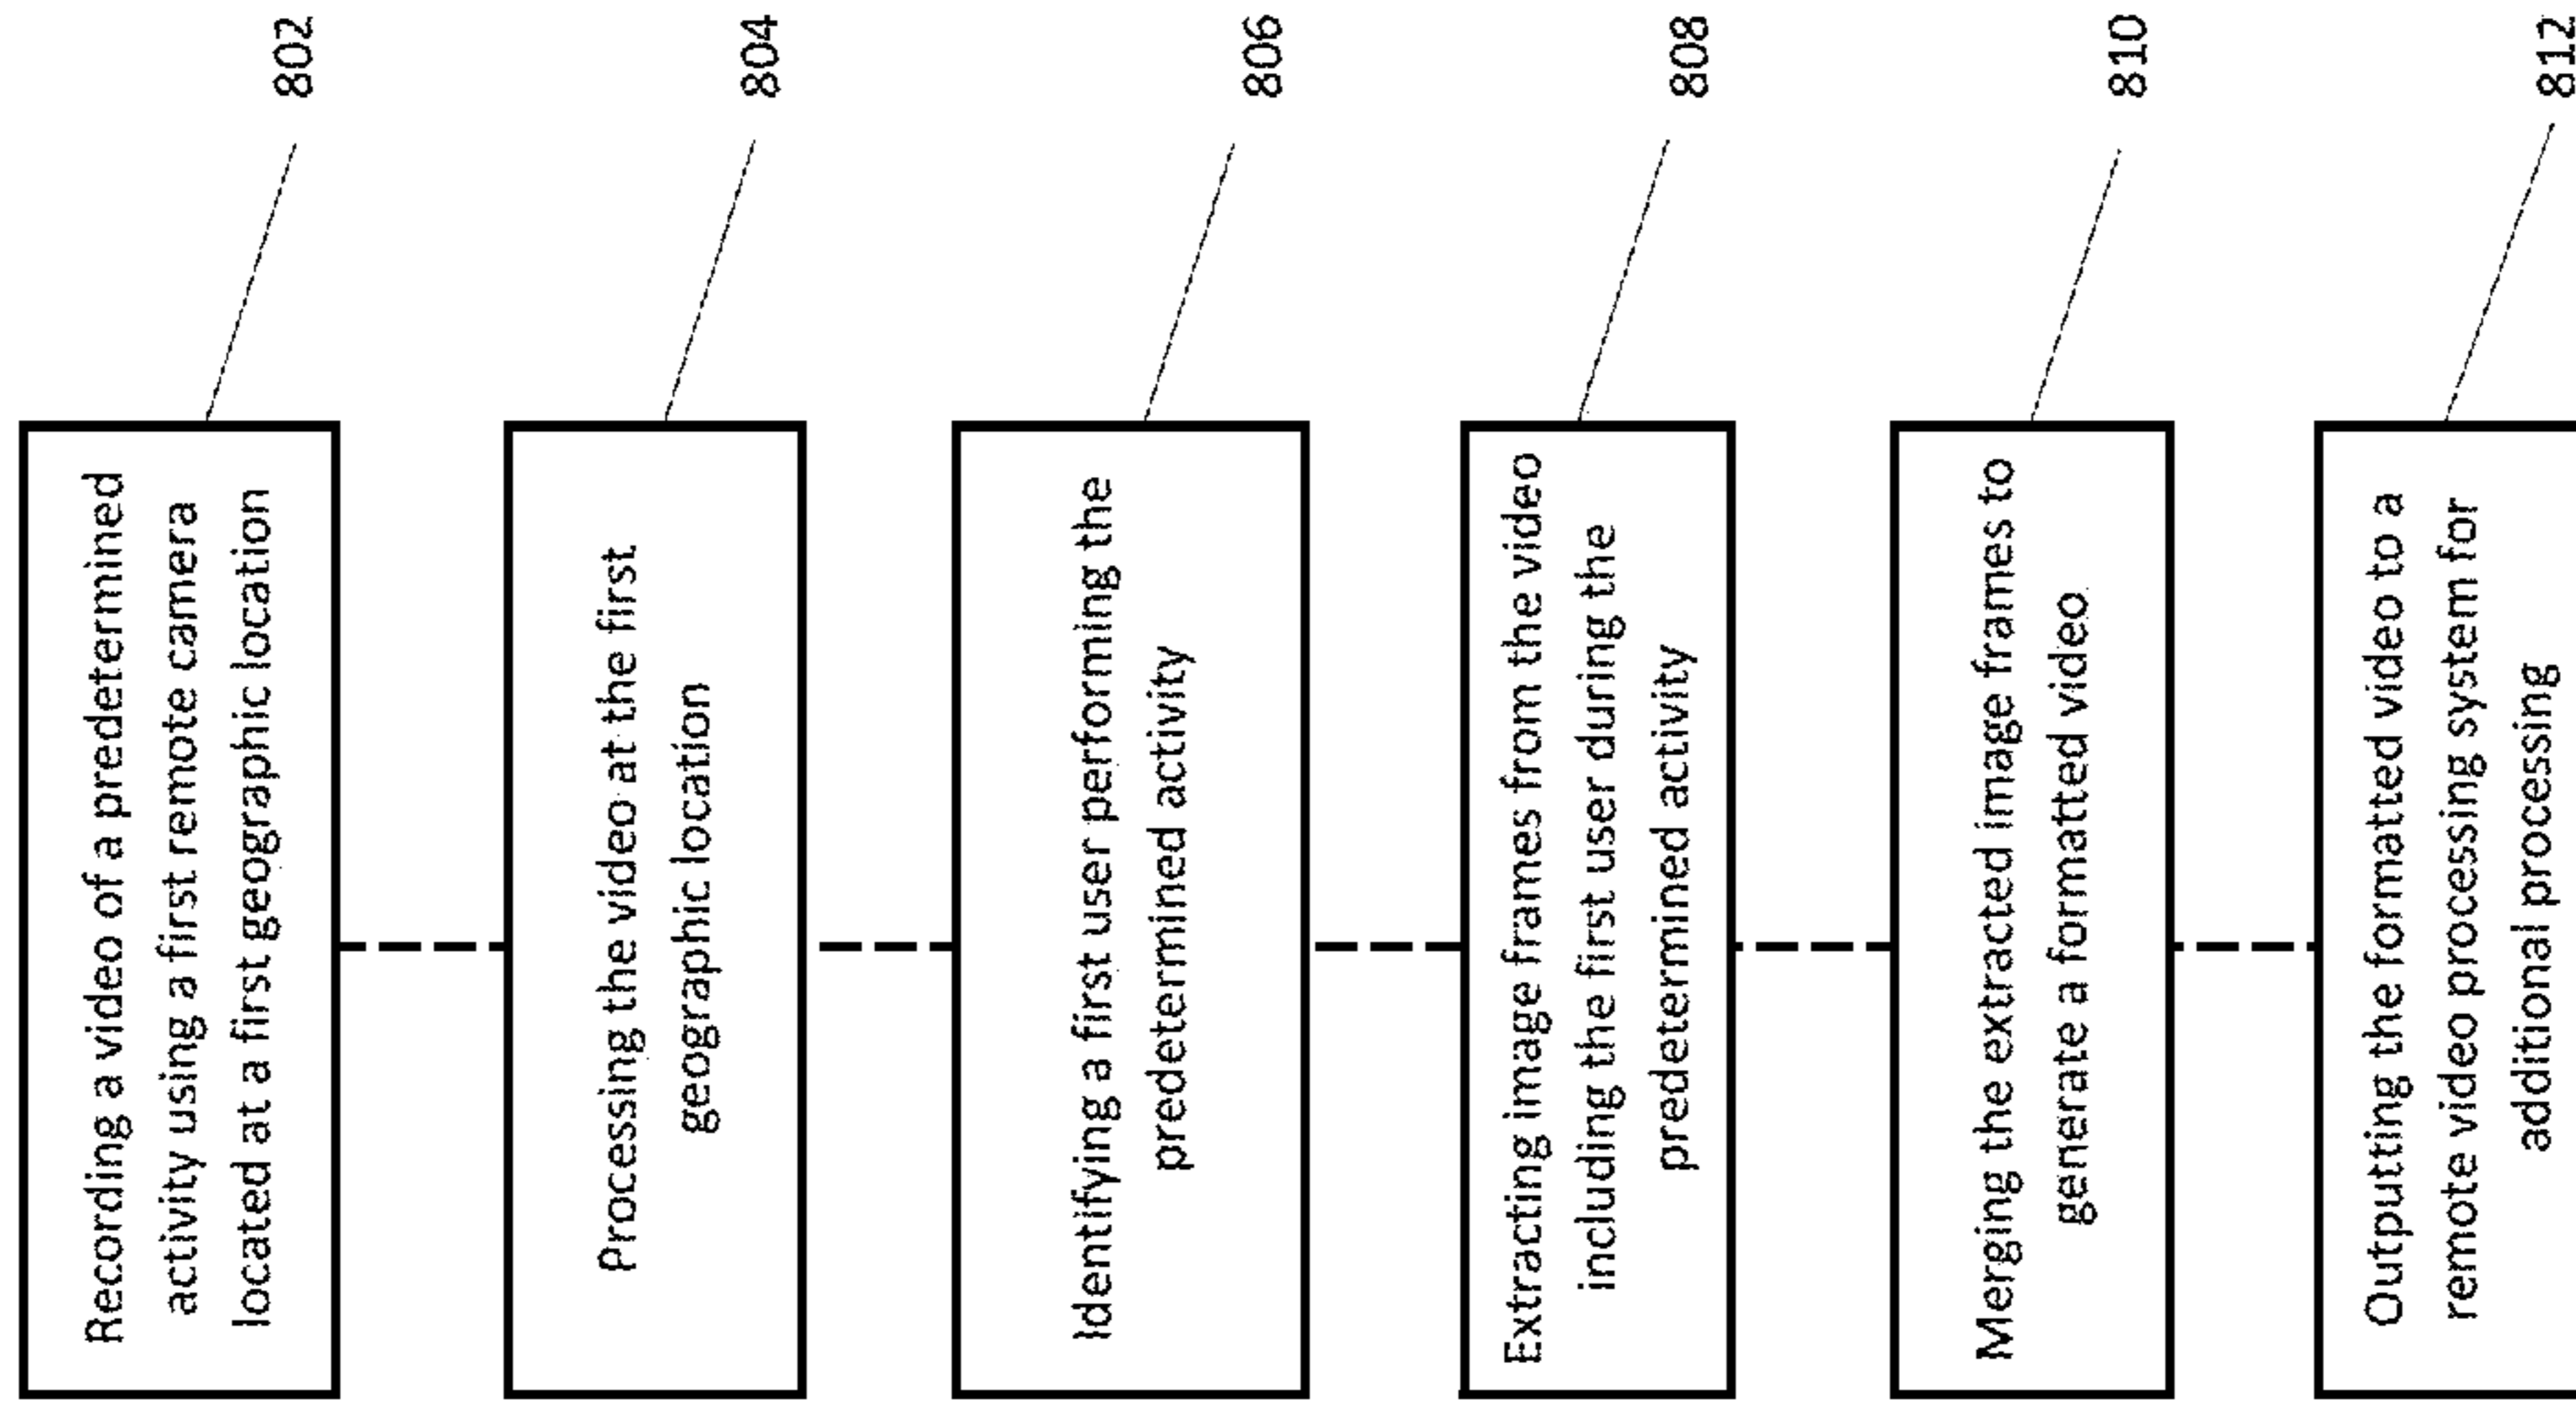 Recording a video of a predetermined
activity using a first remote camera
located at a first geographic location
802
Processing the video at the first
geographic location
804
Identifying a first user performing the
predetermined activity
806
Extracting image frames from the video
including the first user during the
predetermined activity
808
Merging the extracted image frames to
generate a formatted video
810
Outputting the formatted video to a
remote video processing system for
additional processing
812